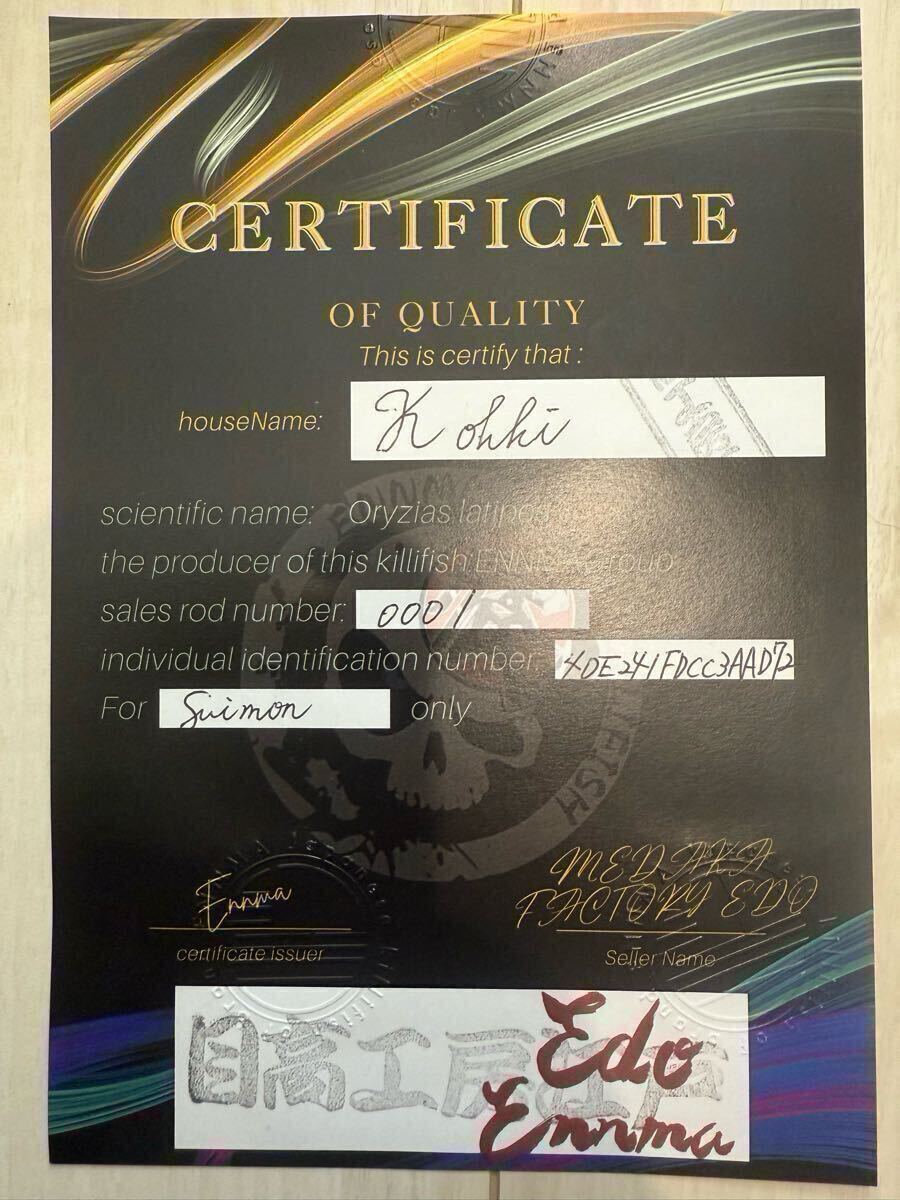 CERTIFICATE
OF QUALITY
This is certify that :
houseName: Kohki
scientific name: Oryzias latipes
the producer of this killifish:ENNMA group
sales rod number: 0001
individual identification number: 4DE241FDCC3AAD72
For Suimon only
Ennma
certificate issuer
MEDAKA
FACTORY EDO
Seller Name
目高工房江戸
Edo
Ennma